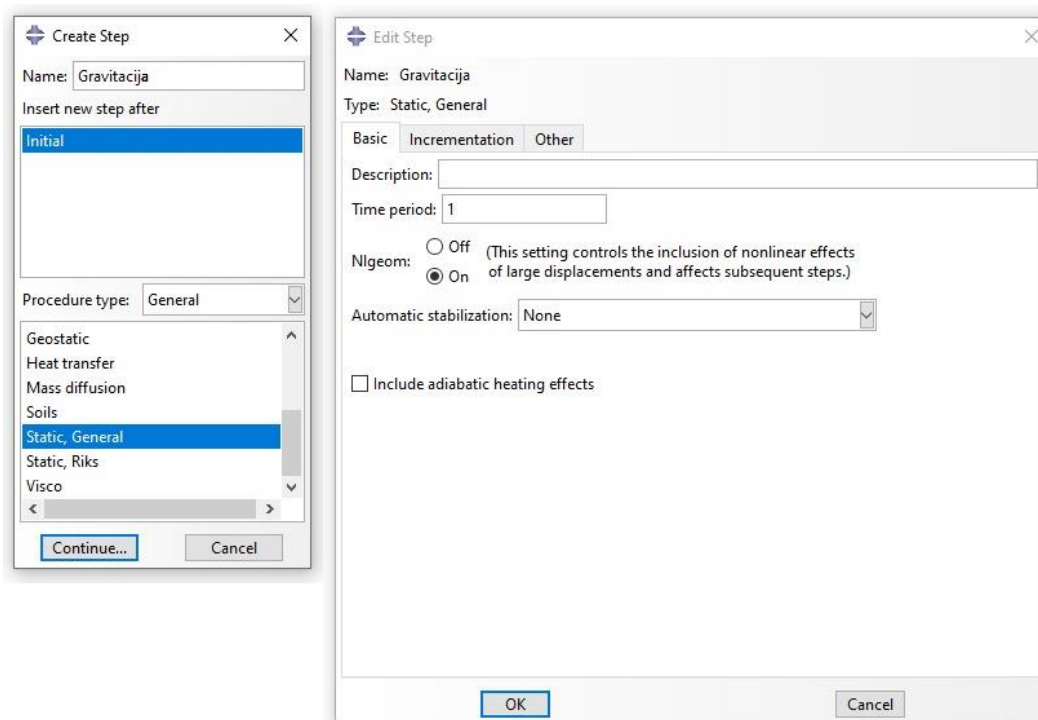 Create Step
Name: Gravitacija
Insert new step after
Initial
Procedure type: General
Geostatic
Heat transfer
Mass diffusion
Soils
Static, General
Static, Riks
Visco
Continue... Cancel
Edit Step
Name: Gravitacija
Type: Static, General
Basic Incrementation Other
Description:
Time period: 1
Nlgeom: Off (This setting controls the inclusion of nonlinear effects
On of large displacements and affects subsequent steps.)
Automatic stabilization: None
Include adiabatic heating effects
OK Cancel